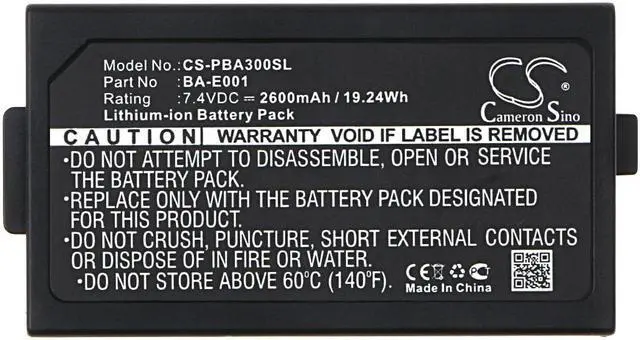 Model No.: CS-PBA300SL
Part No : BA-E001
Rating : 7.4VDC ⎓ 2600mAh / 19.24Wh
Lithium-ion Battery Pack
Cameron Sino
CAUTION WARRANTY VOID IF LABEL IS REMOVED
•DO NOT ATTEMPT TO DISASSEMBLE, OPEN OR SERVICE
THE BATTERY PACK.
•REPLACE ONLY WITH THE BATTERY PACK DESIGNATED
FOR THIS PRODUCT.
•DO NOT CRUSH, PUNCTURE, SHORT EXTERNAL CONTACTS
OR DISPOSE OF IN FIRE OR WATER.
•DO NOT STORE ABOVE 60°C (140°F).
CE
Made In China